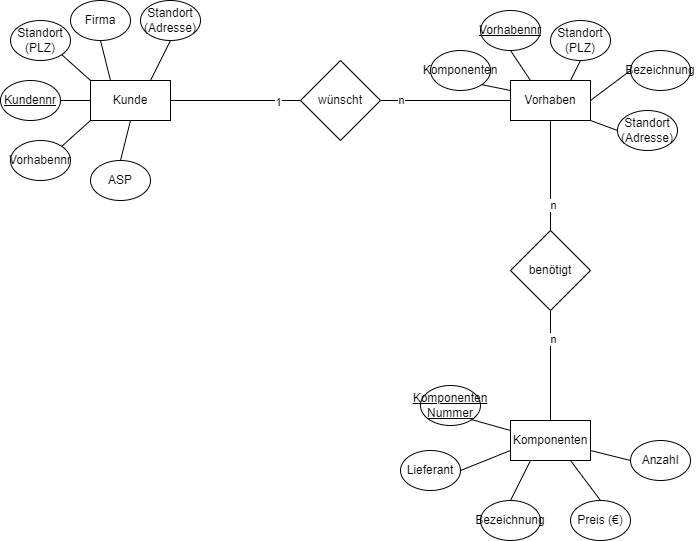 Firma
Standort
(Adresse)
Standort
(PLZ)
Kundennr
Kunde
Vorhabennr
ASP
1
wünscht
n
Vorhabennr
Standort
(PLZ)
Komponenten
Bezeichnung
Vorhaben
Standort
(Adresse)
n
benötigt
n
Komponenten
Nummer
Komponenten
Lieferant
Anzahl
Bezeichnung
Preis (€)